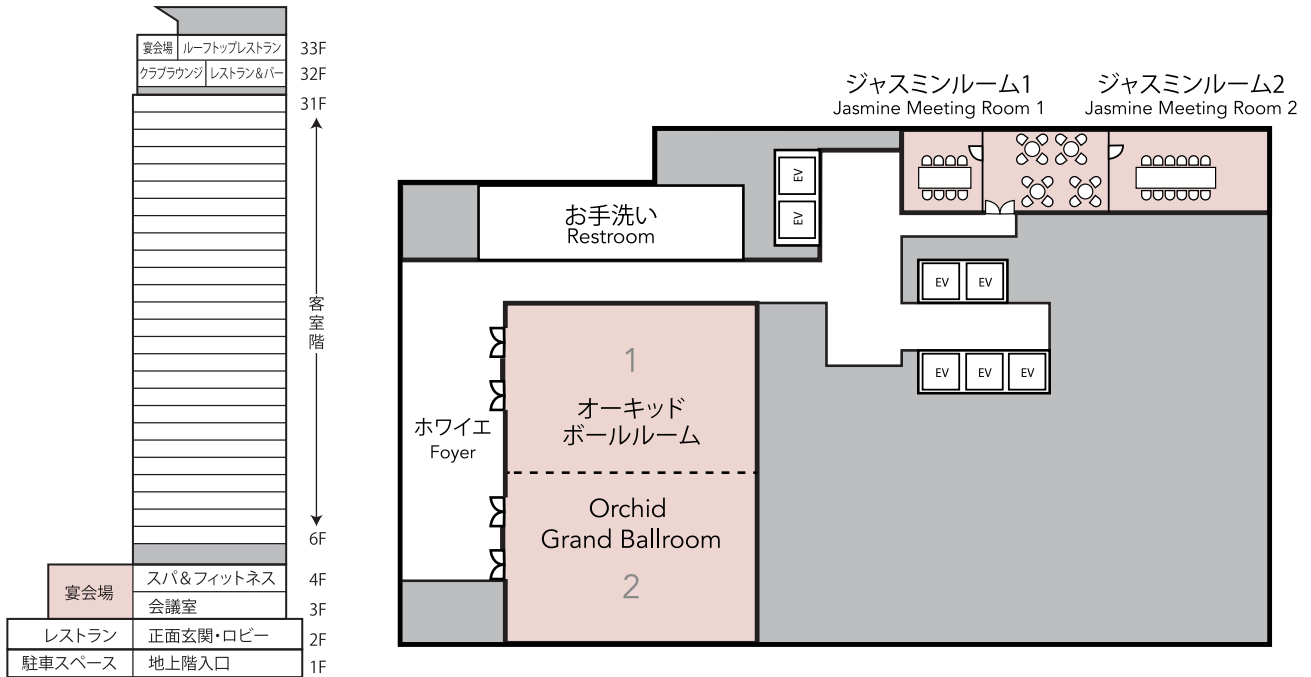 宴会場 ルーフトップレストラン 33F
クラブラウンジ レストラン&バー 32F
31F
客室階
6F
スパ&フィットネス 4F
宴会場
会議室 3F
レストラン 正面玄関・ロビー 2F
駐車スペース 地上階入口 1F
ジャスミンルーム1
Jasmine Meeting Room 1
ジャスミンルーム2
Jasmine Meeting Room 2
EV
EV
お手洗い
Restroom
EV EV
EV EV EV
ホワイエ
Foyer
1
オーキッド
ボールルーム
Orchid
Grand Ballroom
2